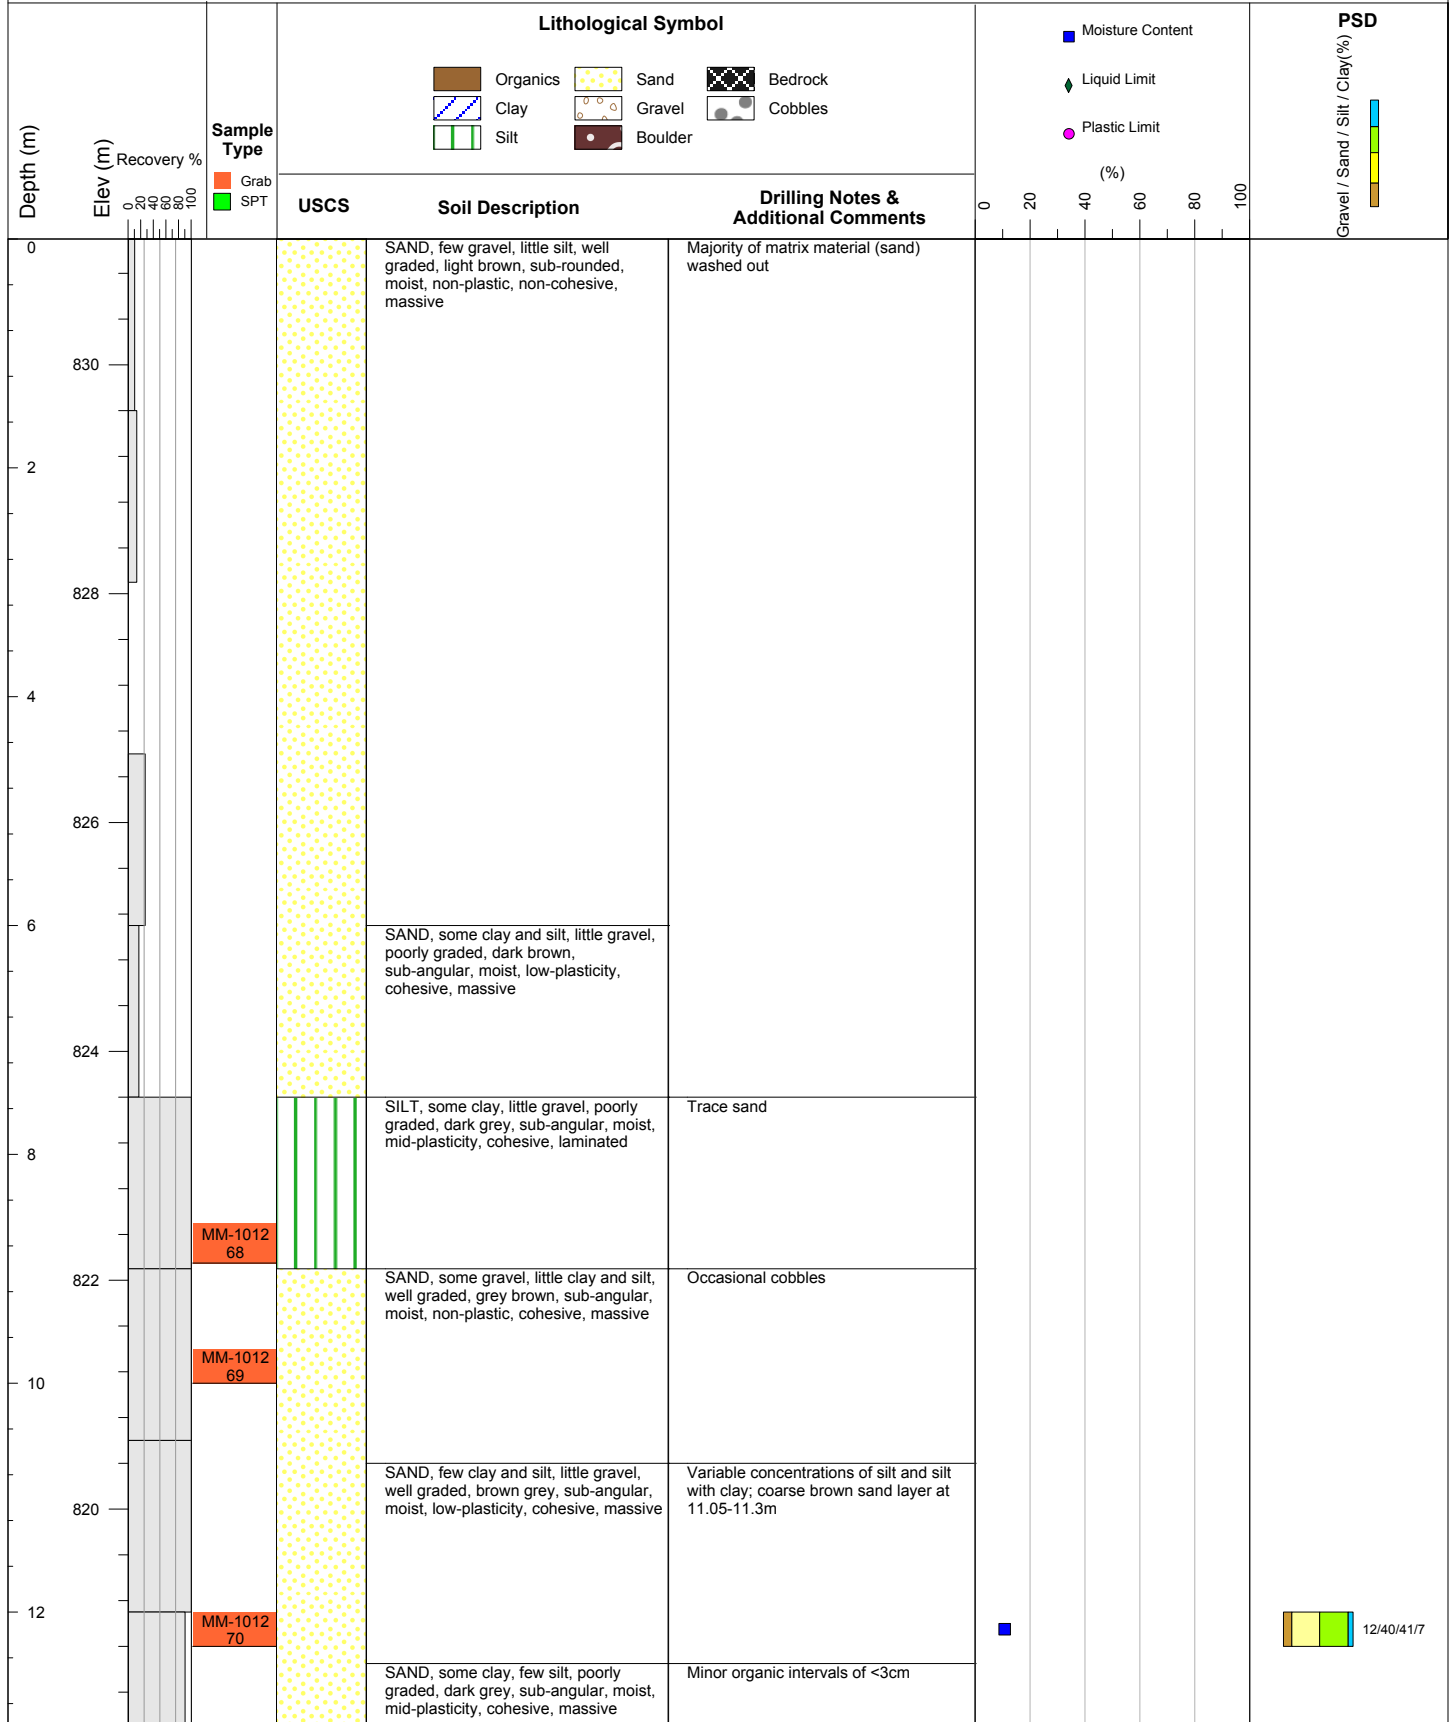 Lithological Symbol
Organics
Sand
Bedrock
Clay
Gravel
Cobbles
Silt
Boulder
Moisture Content
Liquid Limit
Plastic Limit
(%)
0 20 40 60 80 100
PSD
Gravel / Sand / Silt / Clay(%)
Depth (m)
Elev (m)
Recovery %
0 20 40 60 80 100
Sample
Type
Grab
SPT
USCS
Soil Description
Drilling Notes &
Additional Comments
0
SAND, few gravel, little silt, well
graded, light brown, sub-rounded,
moist, non-plastic, non-cohesive,
massive
Majority of matrix material (sand)
washed out
830
2
828
4
826
6
SAND, some clay and silt, little gravel,
poorly graded, dark brown,
sub-angular, moist, low-plasticity,
cohesive, massive
824
SILT, some clay, little gravel, poorly
graded, dark grey, sub-angular, moist,
mid-plasticity, cohesive, laminated
Trace sand
8
MM-1012
68
822
SAND, some gravel, little clay and silt,
well graded, grey brown, sub-angular,
moist, non-plastic, cohesive, massive
Occasional cobbles
MM-1012
69
10
SAND, few clay and silt, little gravel,
well graded, brown grey, sub-angular,
moist, low-plasticity, cohesive, massive
Variable concentrations of silt and silt
with clay; coarse brown sand layer at
11.05-11.3m
820
12
MM-1012
70
12/40/41/7
SAND, some clay, few silt, poorly
graded, dark grey, sub-angular, moist,
mid-plasticity, cohesive, massive
Minor organic intervals of <3cm